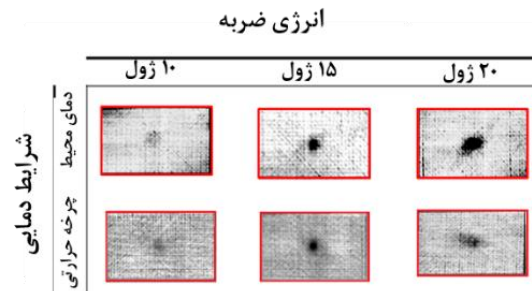 انرژی ضربه
۱۰ ژول
۱۵ ژول
۲۰ ژول
شرایط دمایی
دمای محیط
چرخه حرارتی